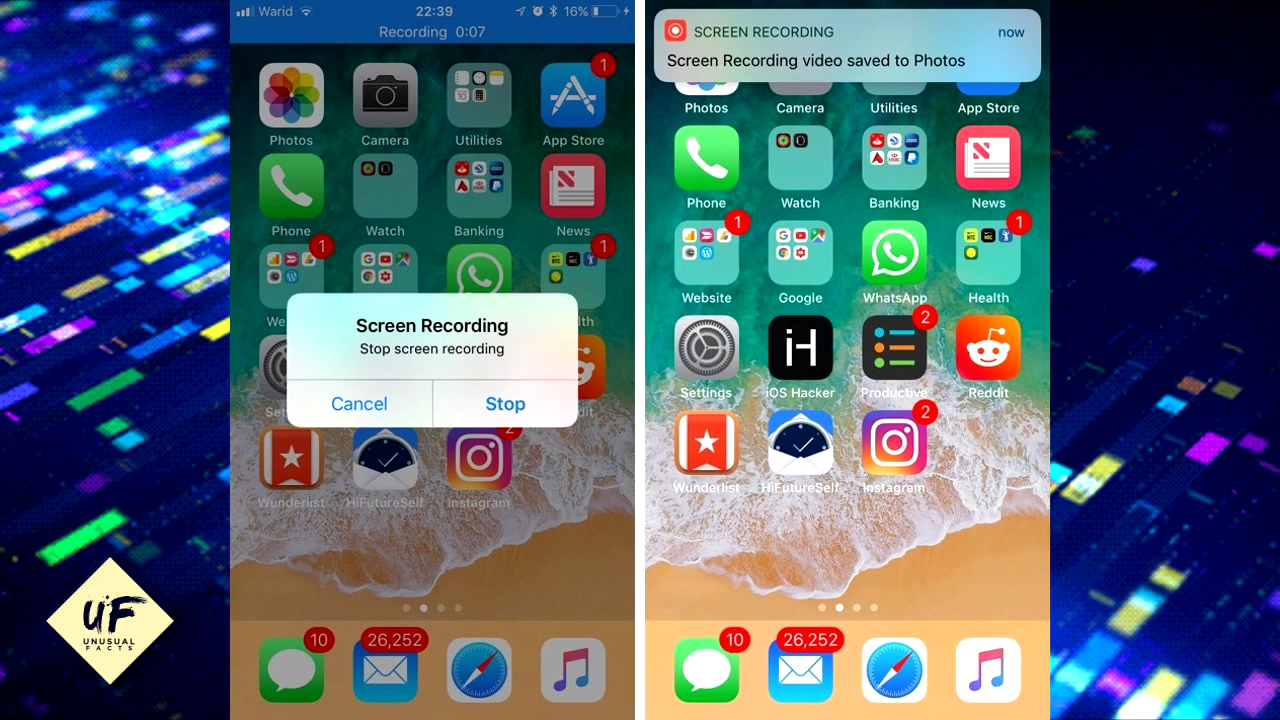 Warid 22:39 16%
Recording 0:07
1
Photos Camera Utilities App Store
Phone Watch Banking News
1 1
Screen Recording
Stop screen recording
Cancel Stop
2
Wunderlist HiFutureSelf Instagram
10 26,252
SCREEN RECORDING now
Screen Recording video saved to Photos
Photos Camera Utilities App Store
Phone Watch Banking News
1 1
Website Google WhatsApp Health
2
iH
Settings iOS Hacker Productive Reddit
2
Wunderlist HiFutureSelf Instagram
10 26,252
UF
UNUSUAL
FACTS